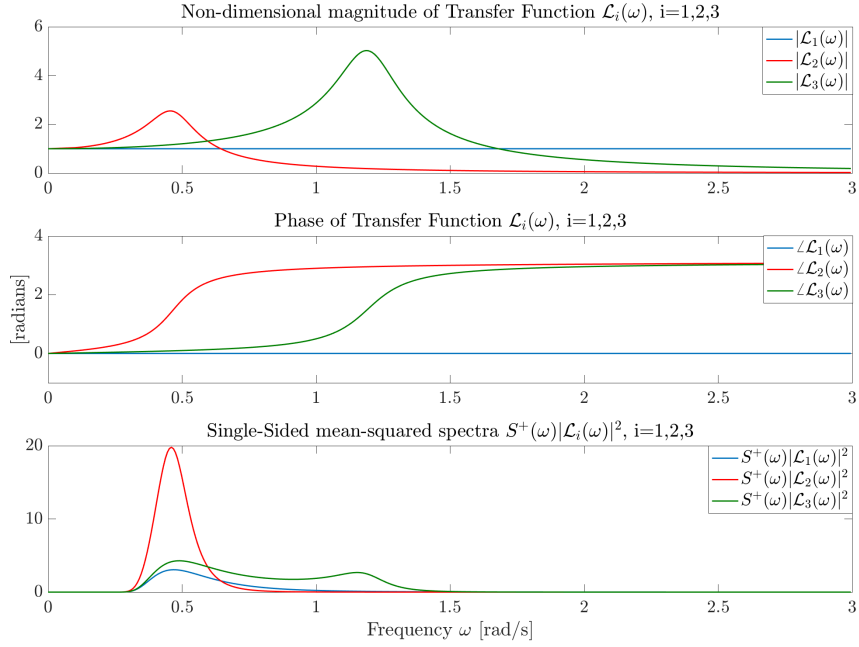 Non-dimensional magnitude of Transfer Function ℒᵢ(ω), i=1,2,3
6
4
2
0
|ℒ₁(ω)|
|ℒ₂(ω)|
|ℒ₃(ω)|
0 0.5 1 1.5 2 2.5 3
Phase of Transfer Function ℒᵢ(ω), i=1,2,3
[radians]
4
2
0
∠ℒ₁(ω)
∠ℒ₂(ω)
∠ℒ₃(ω)
0 0.5 1 1.5 2 2.5 3
Single-Sided mean-squared spectra S⁺(ω)|ℒᵢ(ω)|², i=1,2,3
20
10
0
S⁺(ω)|ℒ₁(ω)|²
S⁺(ω)|ℒ₂(ω)|²
S⁺(ω)|ℒ₃(ω)|²
0 0.5 1 1.5 2 2.5 3
Frequency ω [rad/s]